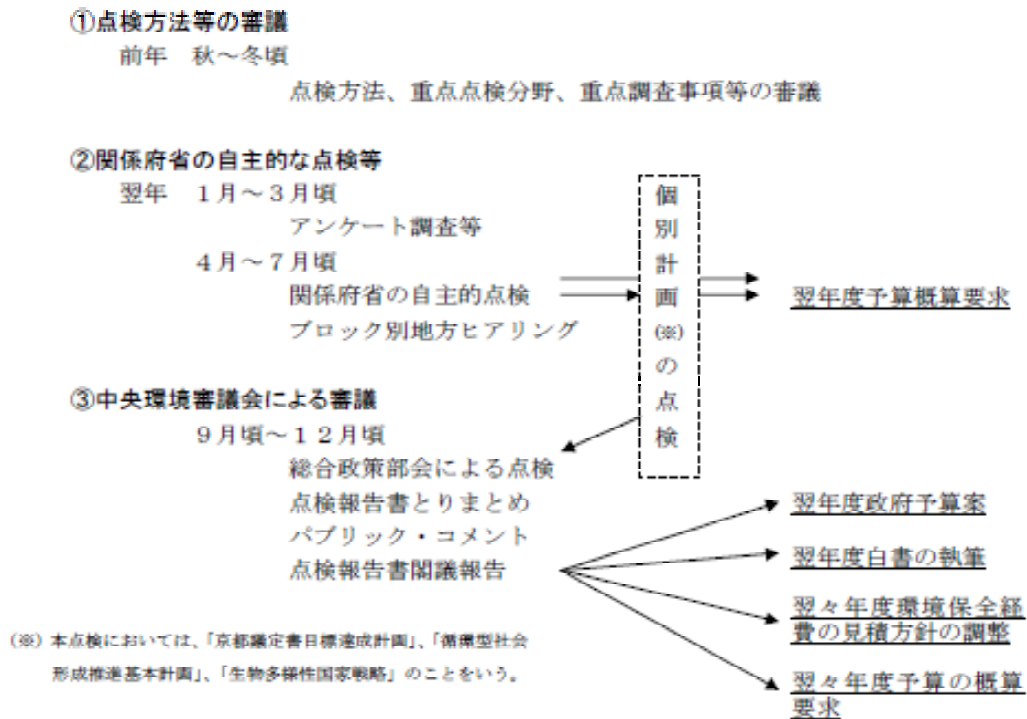 ①点検方法等の審議
前年　秋～冬頃
点検方法、重点点検分野、重点調査事項等の審議
②関係府省の自主的な点検等
翌年　１月～３月頃
アンケート調査等
４月～７月頃
関係府省の自主的点検
ブロック別地方ヒアリング
個別計画(※)の点検
翌年度予算概算要求
③中央環境審議会による審議
９月頃～１２月頃
総合政策部会による点検
点検報告書とりまとめ
パブリック・コメント
点検報告書閣議報告
翌年度政府予算案
翌年度白書の執筆
翌々年度環境保全経
費の見積方針の調整
翌々年度予算の概算
要求
(※) 本点検においては、「京都議定書目標達成計画」、「循環型社会
形成推進基本計画」、「生物多様性国家戦略」のことをいう。